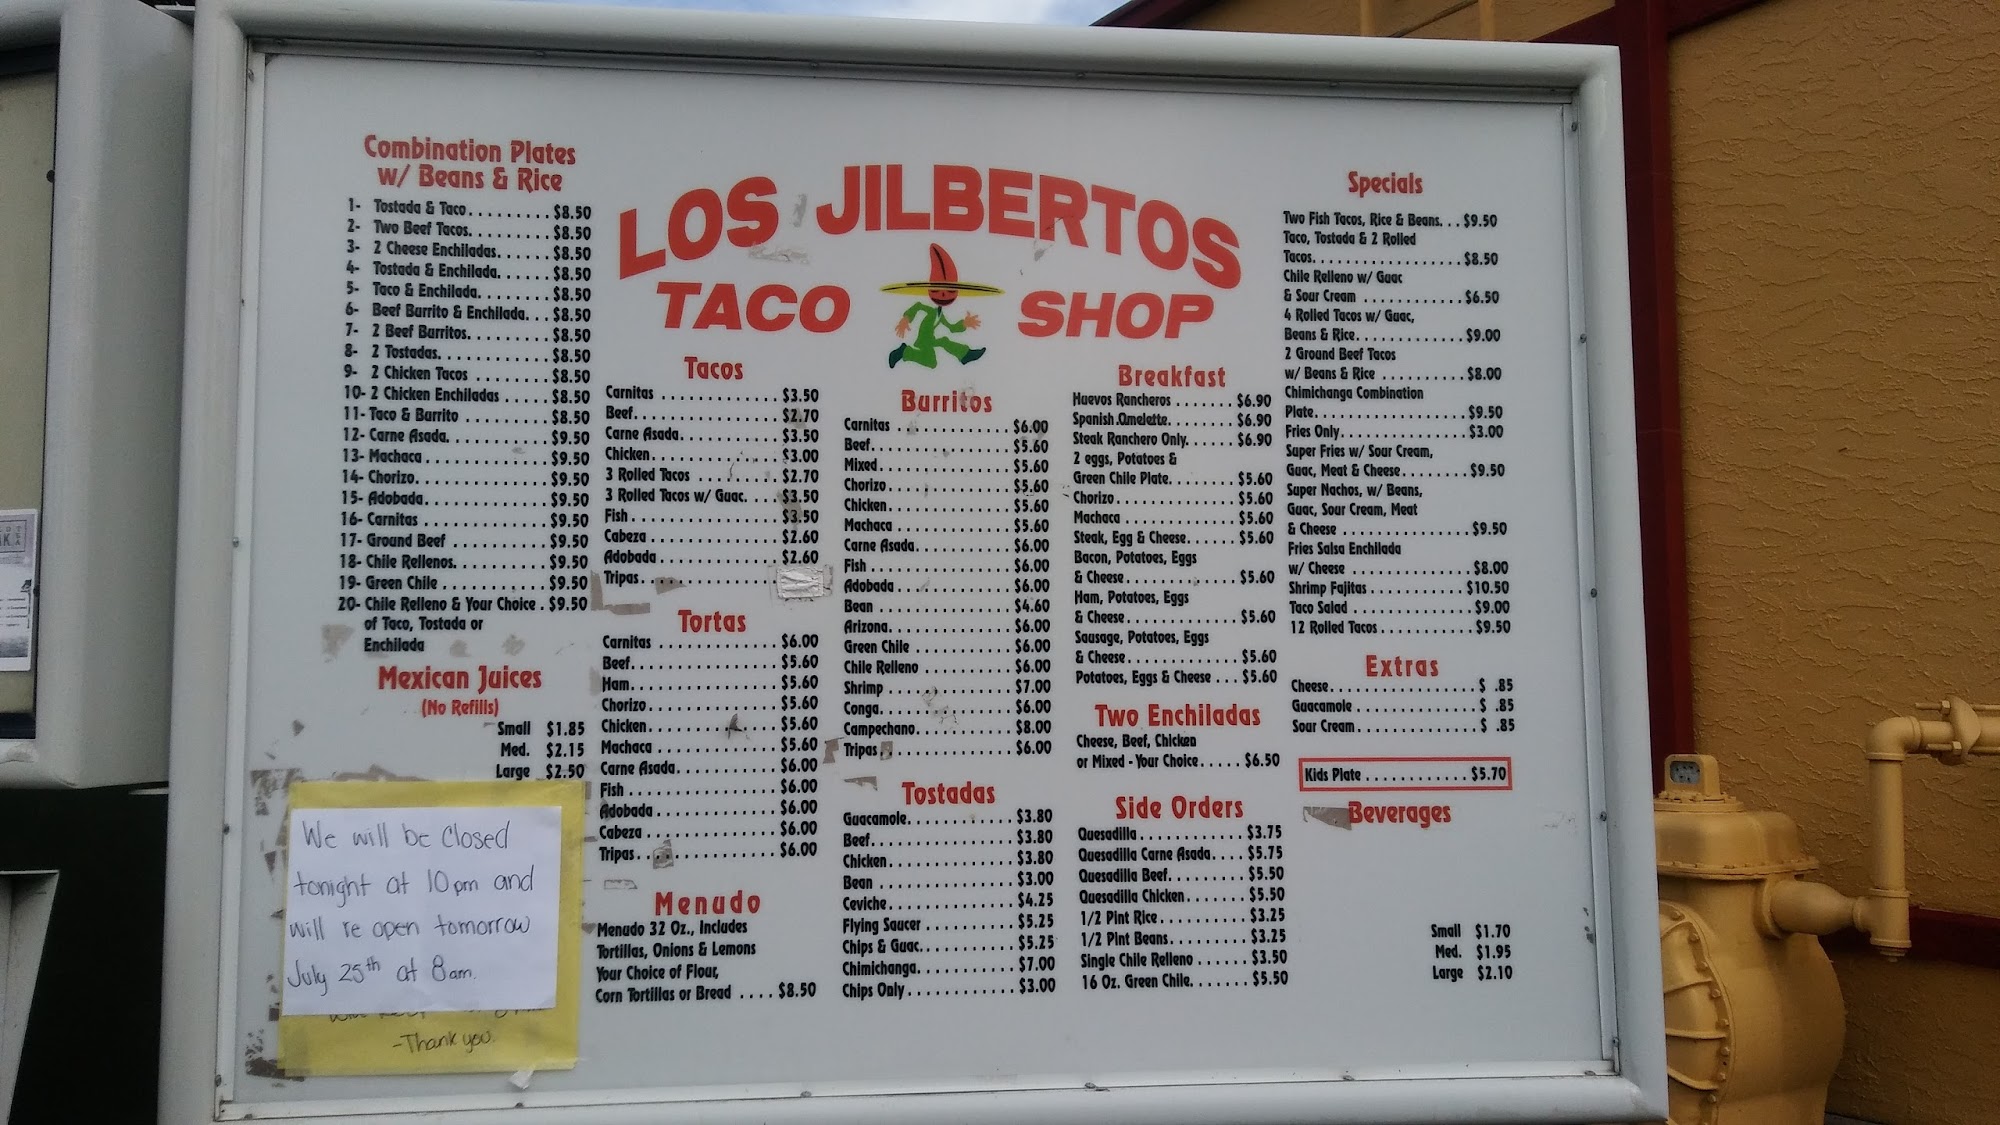 LOS JILBERTOS
TACO SHOP
Combination Plates
w/ Beans & Rice
1- Tostada & Taco......... $8.50
2- Two Beef Tacos......... $8.50
3- 2 Cheese Enchiladas...... $8.50
4- Tostada & Enchilada...... $8.50
5- Taco & Enchilada........ $8.50
6- Beef Burrito & Enchilada... $8.50
7- 2 Beef Burritos......... $8.50
8- 2 Tostadas............ $8.50
9- 2 Chicken Tacos ........ $8.50
10- 2 Chicken Enchiladas ..... $8.50
11- Taco & Burrito ......... $8.50
12- Carne Asada........... $9.50
13- Machaca............. $9.50
14- Chorizo.............. $9.50
15- Adobada............. $9.50
16- Carnitas ............. $9.50
17- Ground Beef .......... $9.50
18- Chile Rellenos.......... $9.50
19- Green Chile ........... $9.50
20- Chile Relleno & Your Choice . $9.50
of Taco, Tostada or
Enchilada
Mexican Juices
(No Refills)
Small $1.85
Med. $2.15
Large $2.50
We will be Closed
tonight at 10pm and
will re open tomorrow
July 25th at 8am.
-Thank you.
Tacos
Carnitas ............ $3.50
Beef............... $2.70
Carne Asada.......... $3.50
Chicken............. $3.00
3 Rolled Tacos ........ $2.70
3 Rolled Tacos w/ Guac.... $3.50
Fish ............... $3.50
Cabeza ............. $2.60
Adobada ............ $2.60
Tripas..............
Tortas
Carnitas ............ $6.00
Beef............... $5.60
Ham............... $5.60
Chorizo............. $5.60
Chicken............. $5.60
Machaca ............ $5.60
Carne Asada.......... $6.00
Fish ............... $6.00
Adobada ............ $6.00
Cabeza ............. $6.00
Tripas.............. $6.00
Menudo
Menudo 32 Oz., Includes
Tortillas, Onions & Lemons
Your Choice of Flour,
Corn Tortillas or Bread .... $8.50
Burritos
Carnitas ............ $6.00
Beef............... $5.60
Mixed.............. $5.60
Chorizo............. $5.60
Chicken............. $5.60
Machaca ............ $5.60
Carne Asada.......... $6.00
Fish ............... $6.00
Adobada ............ $6.00
Bean .............. $4.60
Arizona............. $6.00
Green Chile .......... $6.00
Chile Relleno ......... $6.00
Shrimp ............. $7.00
Conga.............. $6.00
Campechano.......... $8.00
Tripas .............. $6.00
Tostadas
Guacamole........... $3.80
Beef............... $3.80
Chicken............. $3.80
Bean .............. $3.00
Ceviche............. $4.25
Flying Saucer ......... $5.25
Chips & Guac.......... $5.25
Chimichanga.......... $7.00
Chips Only ........... $3.00
Breakfast
Huevos Rancheros ....... $6.90
Spanish Omelette........ $6.90
Steak Ranchero Only...... $6.90
2 eggs, Potatoes &
Green Chile Plate........ $5.60
Chorizo............. $5.60
Machaca ............ $5.60
Steak, Egg & Cheese...... $5.60
Bacon, Potatoes, Eggs
& Cheese............ $5.60
Ham, Potatoes, Eggs
& Cheese............ $5.60
Sausage, Potatoes, Eggs
& Cheese............ $5.60
Potatoes, Eggs & Cheese ... $5.60
Two Enchiladas
Cheese, Beef, Chicken
or Mixed - Your Choice..... $6.50
Side Orders
Quesadilla ........... $3.75
Quesadilla Carne Asada.... $5.75
Quesadilla Beef......... $5.50
Quesadilla Chicken....... $5.50
1/2 Pint Rice.......... $3.25
1/2 Pint Beans......... $3.25
Single Chile Relleno ...... $3.50
16 Oz. Green Chile....... $5.50
Specials
Two Fish Tacos, Rice & Beans... $9.50
Taco, Tostada & 2 Rolled
Tacos................ $8.50
Chile Relleno w/ Guac
& Sour Cream ........... $6.50
4 Rolled Tacos w/ Guac,
Beans & Rice............ $9.00
2 Ground Beef Tacos
w/ Beans & Rice .......... $8.00
Chimichanga Combination
Plate................. $9.50
Fries Only.............. $3.00
Super Fries w/ Sour Cream,
Guac, Meat & Cheese........ $9.50
Super Nachos, w/ Beans,
Guac, Sour Cream, Meat
& Cheese .............. $9.50
Fries Salsa Enchilada
w/ Cheese ............. $8.00
Shrimp Fajitas ........... $10.50
Taco Salad ............. $9.00
12 Rolled Tacos .......... $9.50
Extras
Cheese................ $ .85
Guacamole ............. $ .85
Sour Cream............. $ .85
Kids Plate ............ $5.70
Beverages
Small $1.70
Med. $1.95
Large $2.10